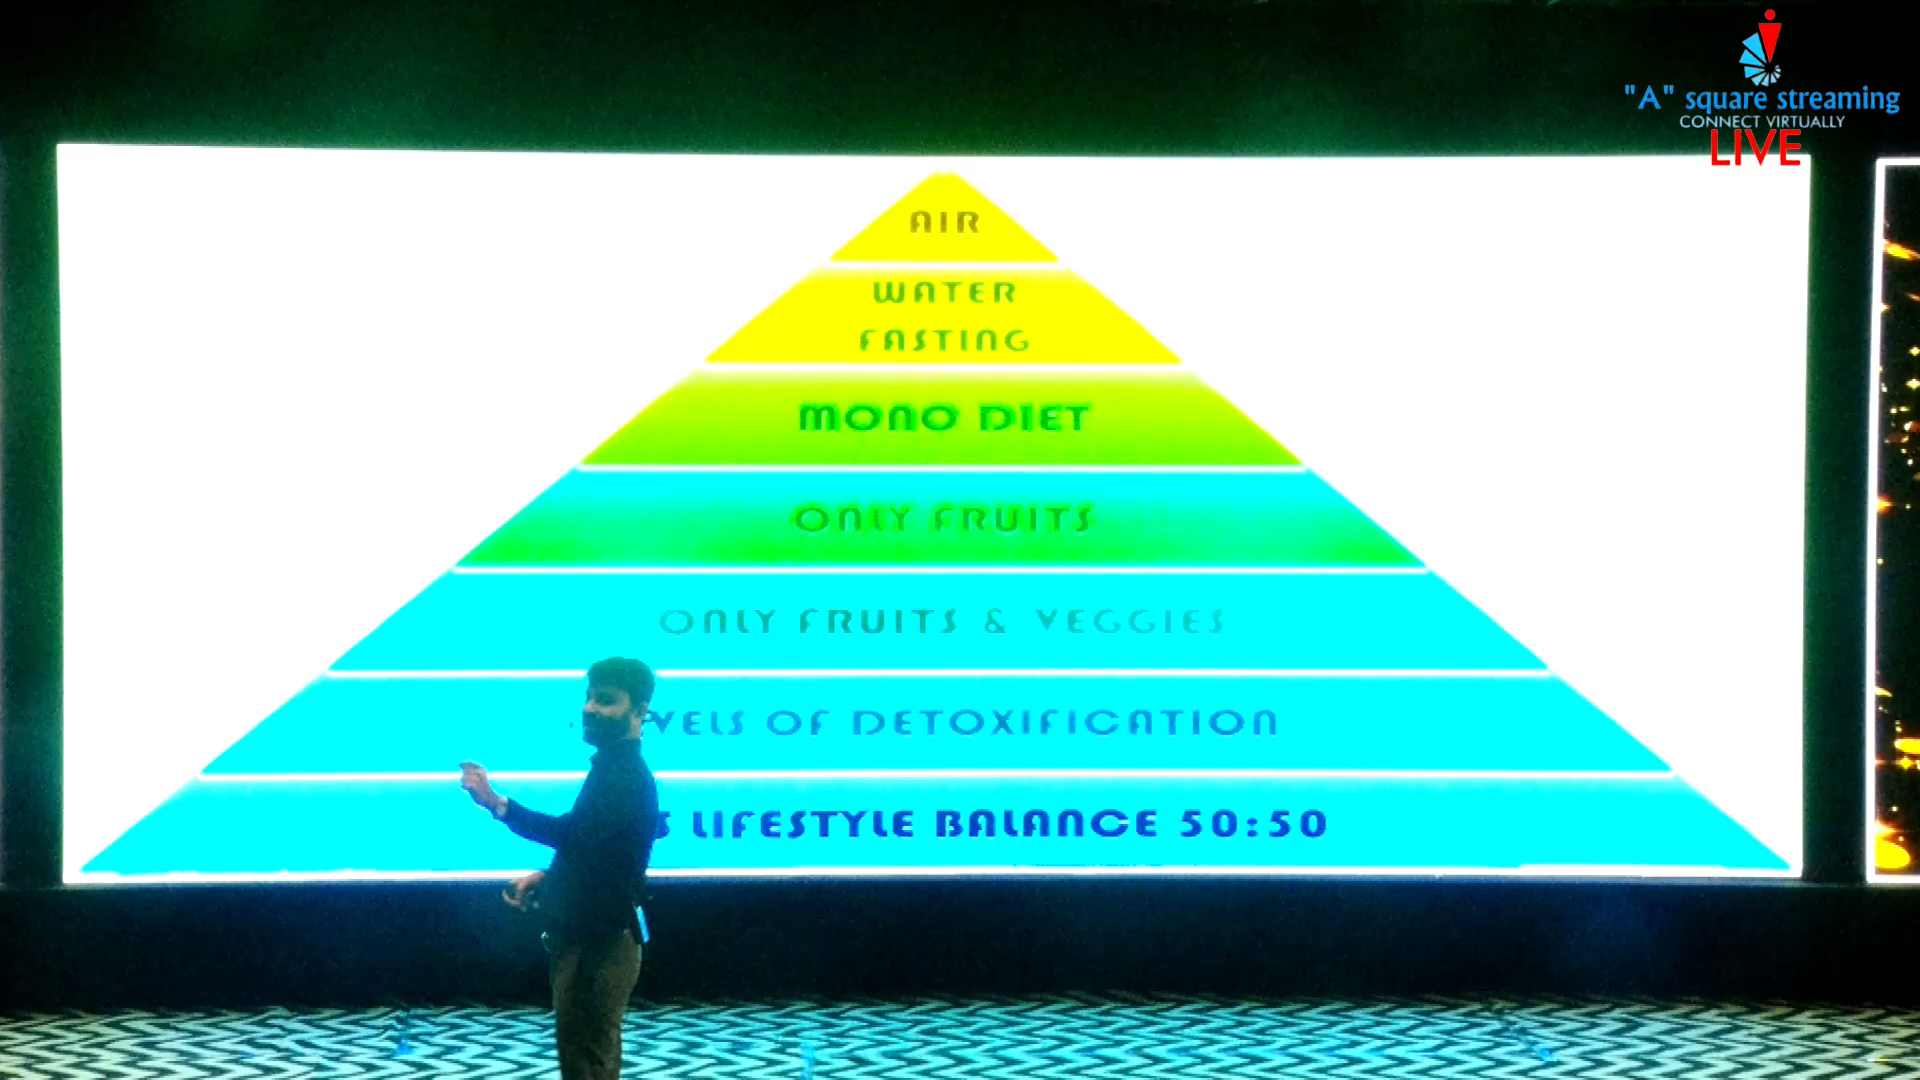 "A" square streaming
CONNECT VIRTUALLY
LIVE
AIR
WATER
FASTING
MONO DIET
ONLY FRUITS
ONLY FRUITS & VEGGIES
OF DETOXIFICATION
LIFESTYLE BALANCE 50:50